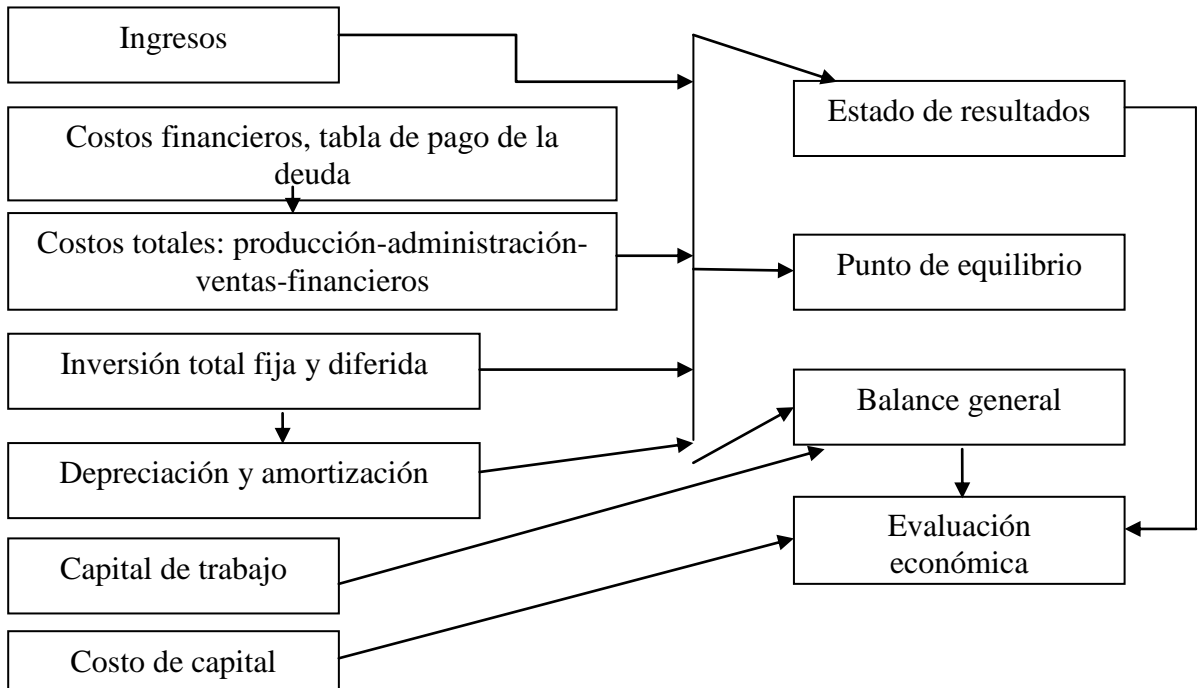 Ingresos
Costos financieros, tabla de pago de la
deuda
Costos totales: producción-administración-
ventas-financieros
Inversión total fija y diferida
Depreciación y amortización
Capital de trabajo
Costo de capital
Estado de resultados
Punto de equilibrio
Balance general
Evaluación
económica